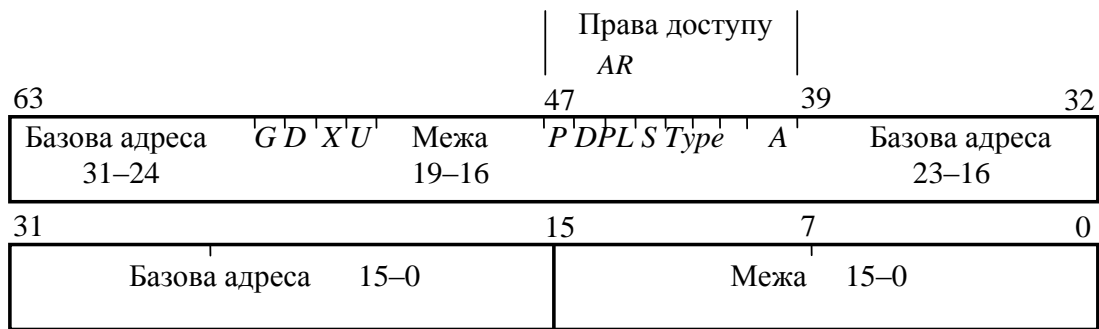 Права доступу
AR
63 47 39 32
Базова адреса G D X U Межа P DPL S Type A Базова адреса
31–24 19–16 23–16
31 15 7 0
Базова адреса 15–0 Межа 15–0